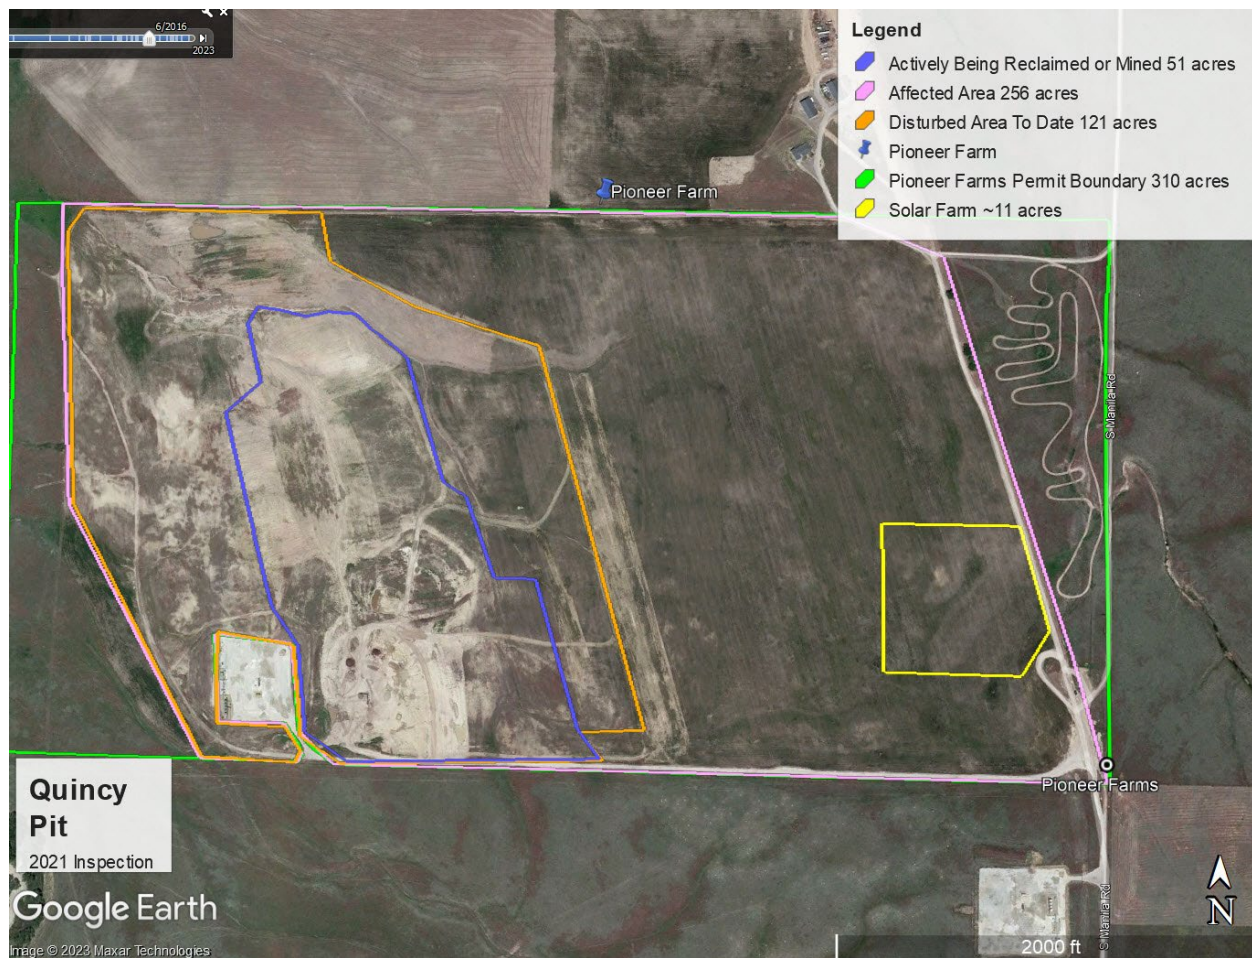 6/2016
2023
Legend
Actively Being Reclaimed or Mined 51 acres
Affected Area 256 acres
Disturbed Area To Date 121 acres
Pioneer Farm
Pioneer Farms Permit Boundary 310 acres
Solar Farm ~11 acres
Pioneer Farm
S Manila Rd
Pioneer Farms
Quincy
Pit
2021 Inspection
Google Earth
N
S Manila Rd
Image © 2023 Maxar Technologies
2000 ft